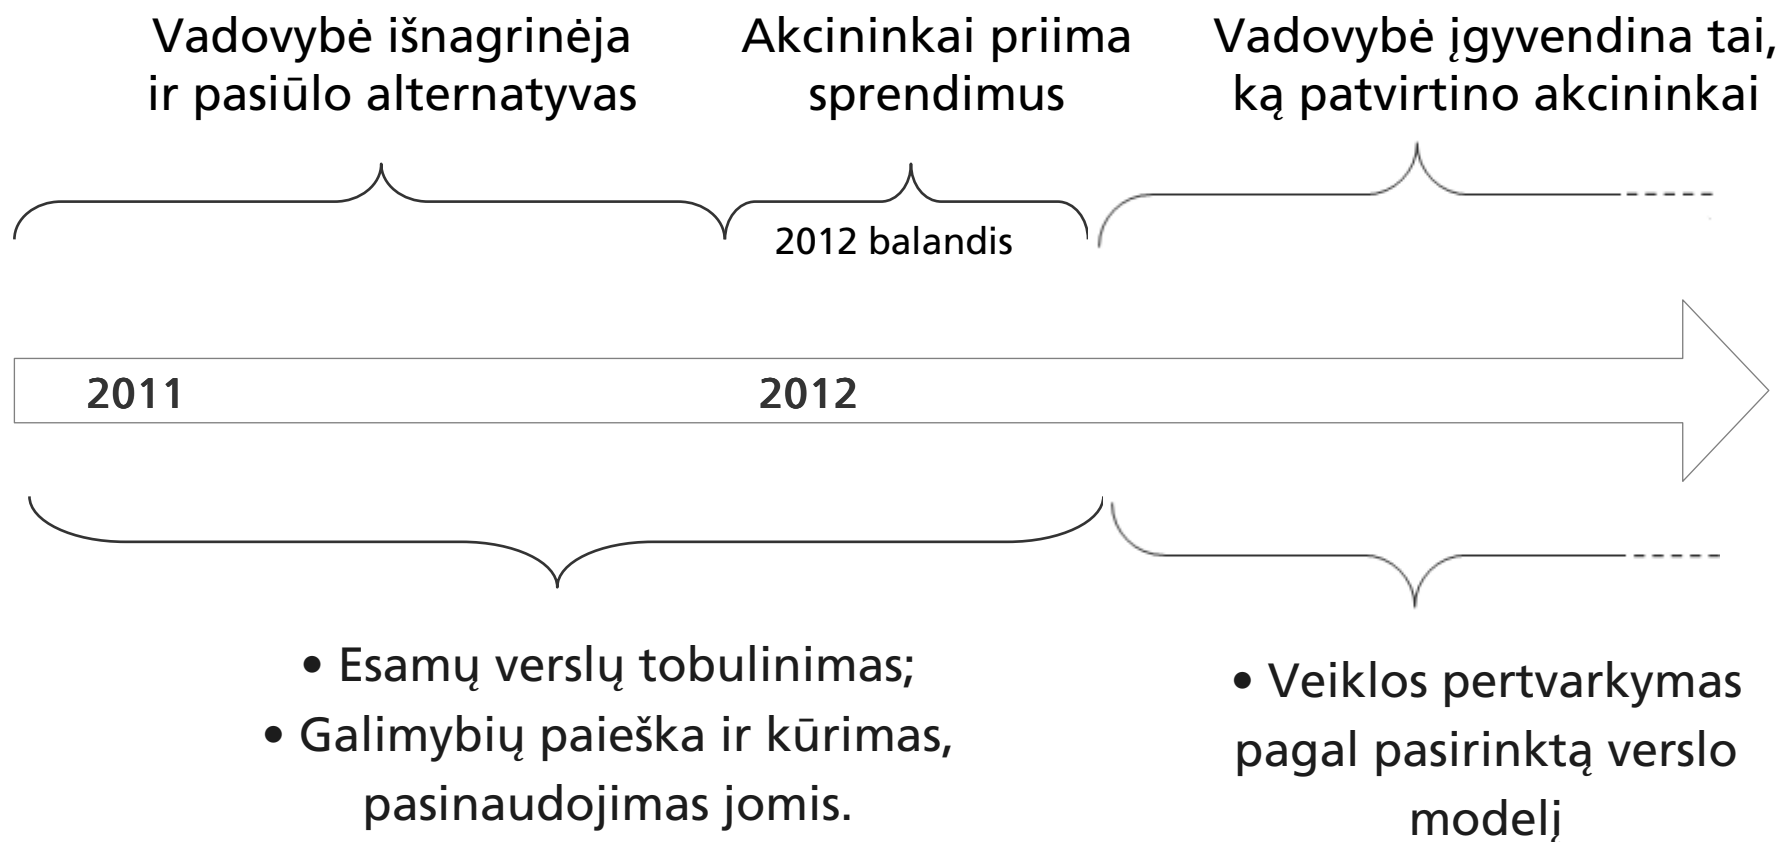 Vadovybė išnagrinėja
ir pasiūlo alternatyvas
Akcininkai priima
sprendimus
Vadovybė įgyvendina tai,
ką patvirtino akcininkai
2012 balandis
2011
2012
• Esamų verslų tobulinimas;
• Galimybių paieška ir kūrimas,
pasinaudojimas jomis.
• Veiklos pertvarkymas
pagal pasirinktą verslo
modelį